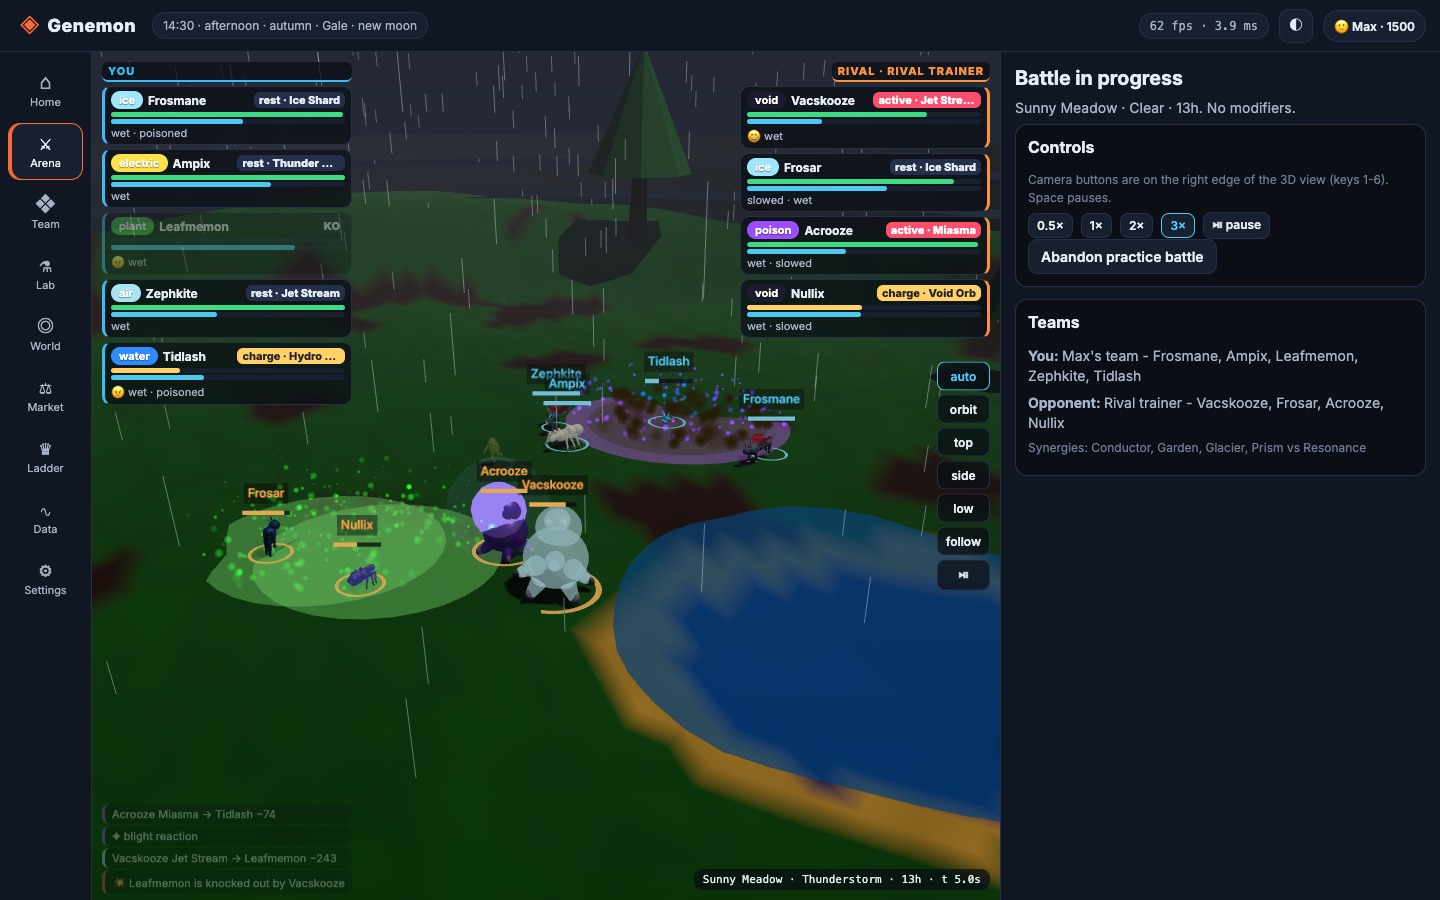 Genemon
14:30 · afternoon · autumn · Gale · new moon
62 fps · 3.9 ms
Max · 1500
Home
Arena
Team
Lab
World
Market
Ladder
Data
Settings
YOU
ice Frosmane rest · Ice Shard
wet · poisoned
electric Ampix rest · Thunder ...
wet
plant Leafmemon KO
wet
air Zephkite rest · Jet Stream
wet
water Tidlash charge · Hydro ...
wet · poisoned
RIVAL · RIVAL TRAINER
void Vacskooze active · Jet Stre...
wet
ice Frosar rest · Ice Shard
slowed · wet
poison Acrooze active · Miasma
wet · slowed
void Nullix charge · Void Orb
wet · slowed
Tidlash
Zephkite
Ampix
Frosmane
Acrooze
Vacskooze
Frosar
Nullix
auto
orbit
top
side
low
follow
Acrooze Miasma → Tidlash −74
✦ blight reaction
Vacskooze Jet Stream → Leafmemon −243
Leafmemon is knocked out by Vacskooze
Sunny Meadow · Thunderstorm · 13h · t 5.0s
Battle in progress
Sunny Meadow · Clear · 13h. No modifiers.
Controls
Camera buttons are on the right edge of the 3D view (keys 1-6).
Space pauses.
0.5× 1× 2× 3× ⏯ pause
Abandon practice battle
Teams
You: Max's team - Frosmane, Ampix, Leafmemon,
Zephkite, Tidlash
Opponent: Rival trainer - Vacskooze, Frosar, Acrooze,
Nullix
Synergies: Conductor, Garden, Glacier, Prism vs Resonance